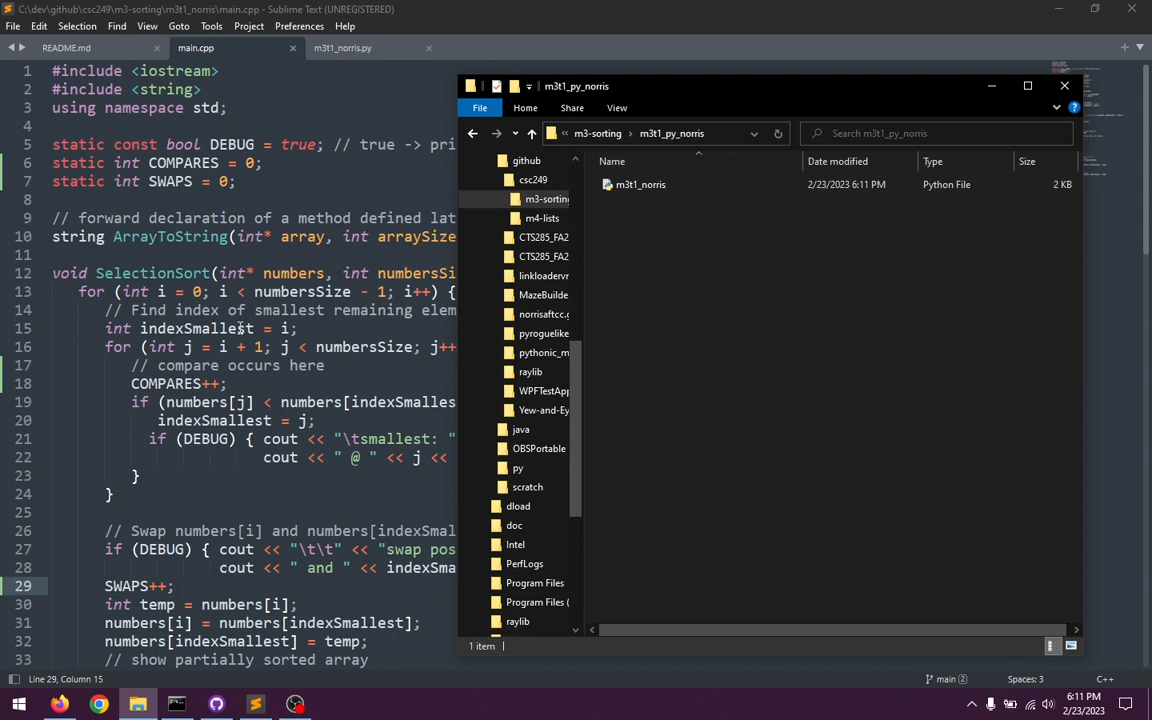 C:\dev\github\csc249\m3-sorting\m3t1_norris\main.cpp - Sublime Text (UNREGISTERED)
File Edit Selection Find View Goto Tools Project Preferences Help
README.md main.cpp m3t1_norris.py
1 #include <iostream>
2 #include <string>
3 using namespace std;
4
5 static const bool DEBUG = true; // true -> pri
6 static int COMPARES = 0;
7 static int SWAPS = 0;
8
9 // forward declaration of a method defined lat
10 string ArrayToString(int* array, int arraySize
11
12 void SelectionSort(int* numbers, int numbersSi
13 for (int i = 0; i < numbersSize - 1; i++) {
14 // Find index of smallest remaining elem
15 int indexSmallest = i;
16 for (int j = i + 1; j < numbersSize; j++
17 // compare occurs here
18 COMPARES++;
19 if (numbers[j] < numbers[indexSmalles
20 indexSmallest = j;
21 if (DEBUG) { cout << "\tsmallest: "
22 cout << " @ " << j <<
23 }
24 }
25
26 // Swap numbers[i] and numbers[indexSmal
27 if (DEBUG) { cout << "\t\t" << "swap pos
28 cout << " and " << indexSma
29 SWAPS++;
30 int temp = numbers[i];
31 numbers[i] = numbers[indexSmallest];
32 numbers[indexSmallest] = temp;
33 // show partially sorted array
Line 29, Column 15 main 2 Spaces: 3 C++
m3t1_py_norris
File Home Share View
« m3-sorting › m3t1_py_norris Search m3t1_py_norris
github
csc249
m3-sorting
m4-lists
CTS285_FA2
CTS285_FA2
linkloadervr
MazeBuilde
norrisaftcc.g
pyroguelike
pythonic_m
raylib
WPFTestApp
Yew-and-Ey
java
OBSPortable
py
scratch
dload
doc
Intel
PerfLogs
Program Files
Program Files (
raylib
Name Date modified Type Size
m3t1_norris 2/23/2023 6:11 PM Python File 2 KB
1 item
6:11 PM
2/23/2023